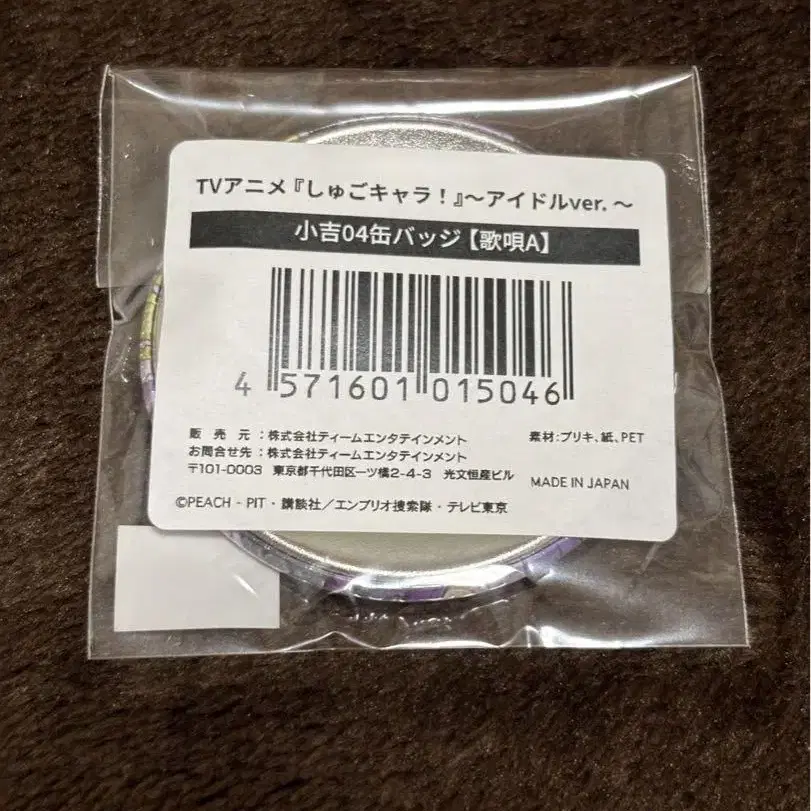 TVアニメ『しゅごキャラ！』〜アイドルver. 〜
小吉04缶バッジ【歌唄A】
4 571601 015046
販 売 元 ：株式会社ティームエンタテインメント
お問合せ先：株式会社ティームエンタテインメント
〒101-0003 東京都千代田区一ツ橋2-4-3 光文恒産ビル
素材：ブリキ、紙、PET
MADE IN JAPAN
©PEACH - PIT・講談社／エンブリオ捜索隊・テレビ東京